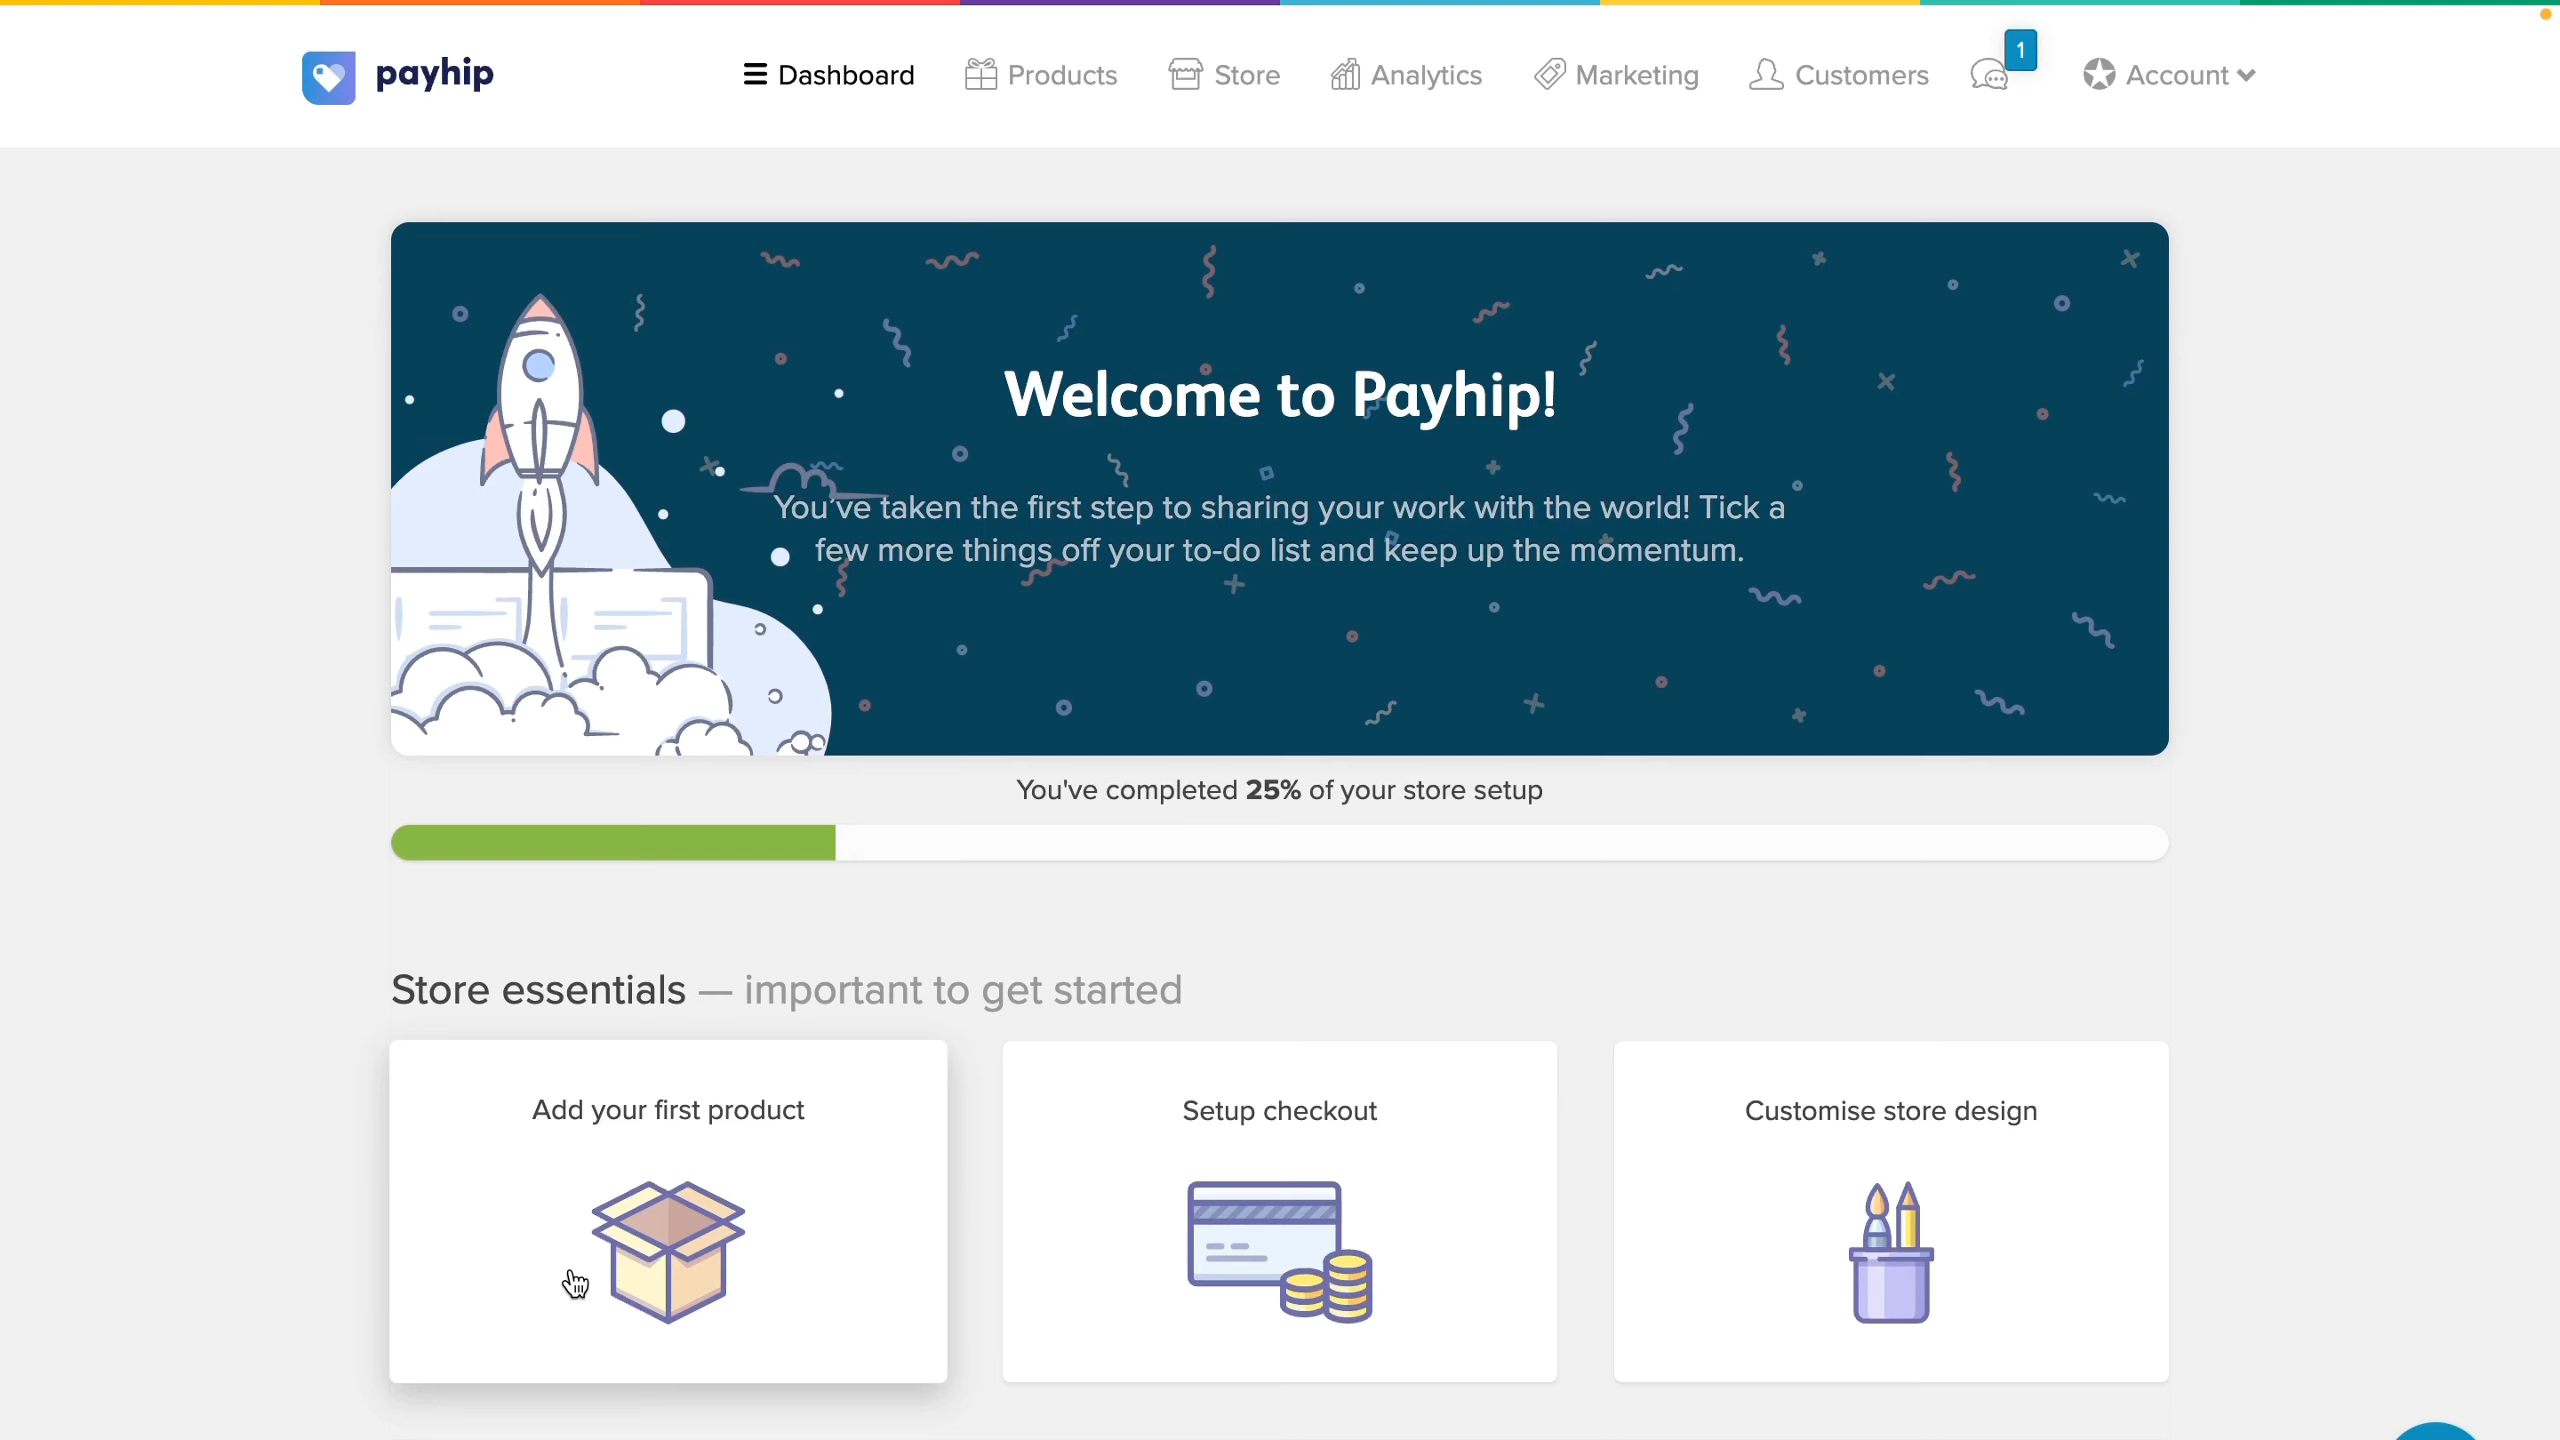 payhip
Dashboard
Products
Store
Analytics
Marketing
Customers
1
Account
Welcome to Payhip!
You've taken the first step to sharing your work with the world! Tick a
few more things off your to-do list and keep up the momentum.
You've completed 25% of your store setup
Store essentials — important to get started
Add your first product
Setup checkout
Customise store design